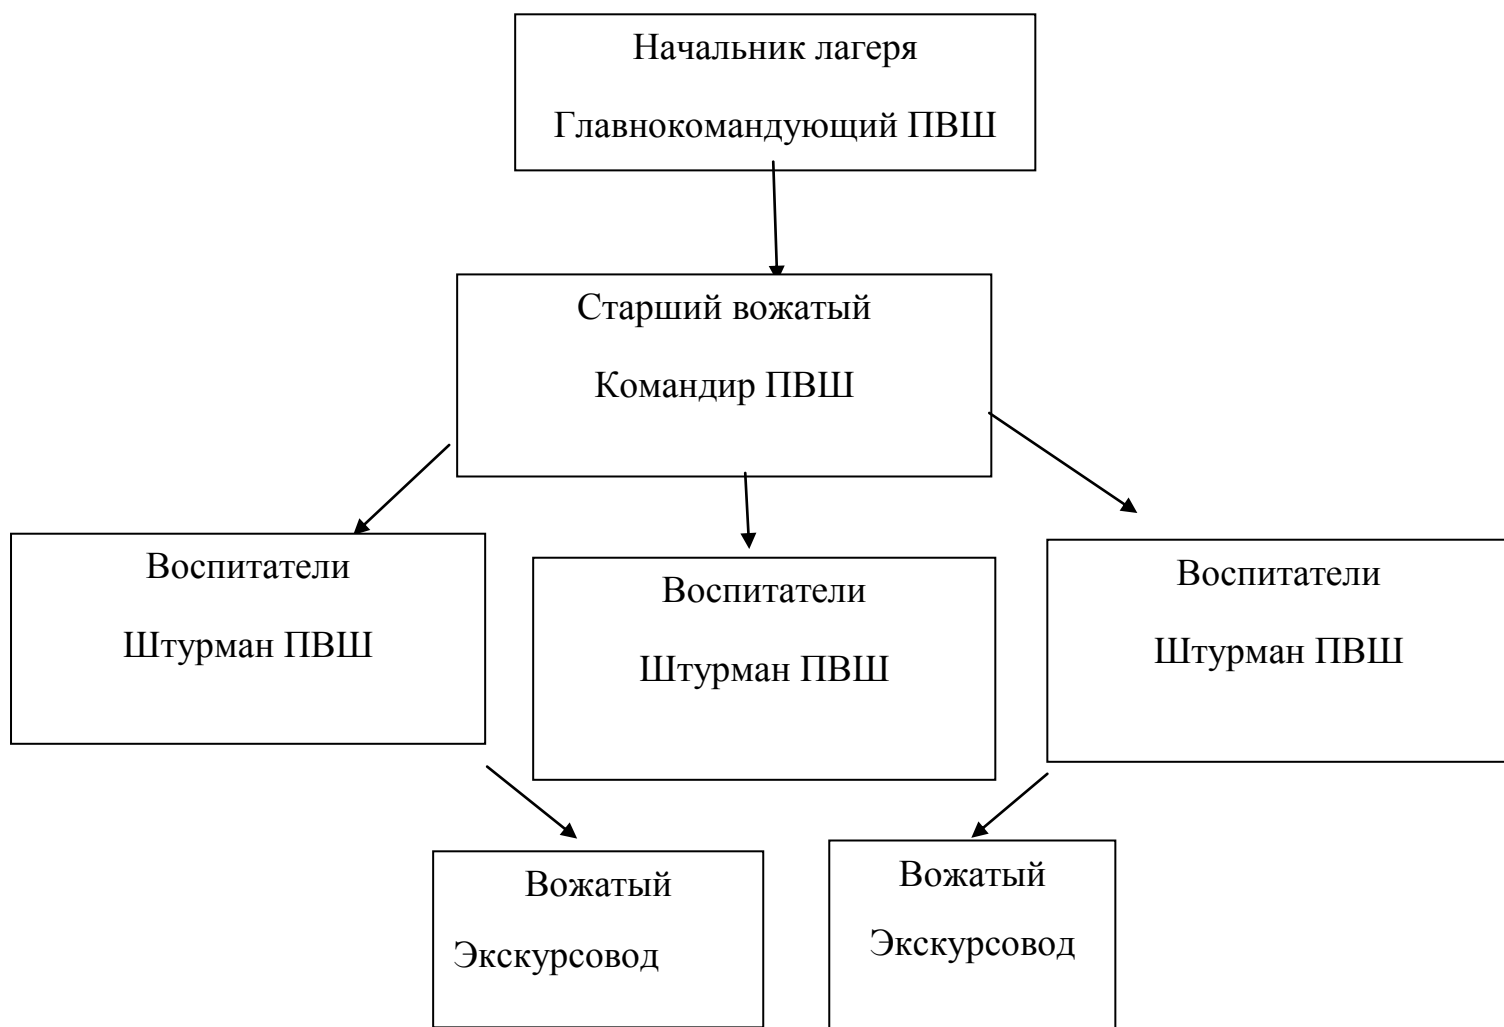 Начальник лагеря
Главнокомандующий ПВШ
Старший вожатый
Командир ПВШ
Воспитатели
Штурман ПВШ
Воспитатели
Штурман ПВШ
Воспитатели
Штурман ПВШ
Вожатый
Экскурсовод
Вожатый
Экскурсовод